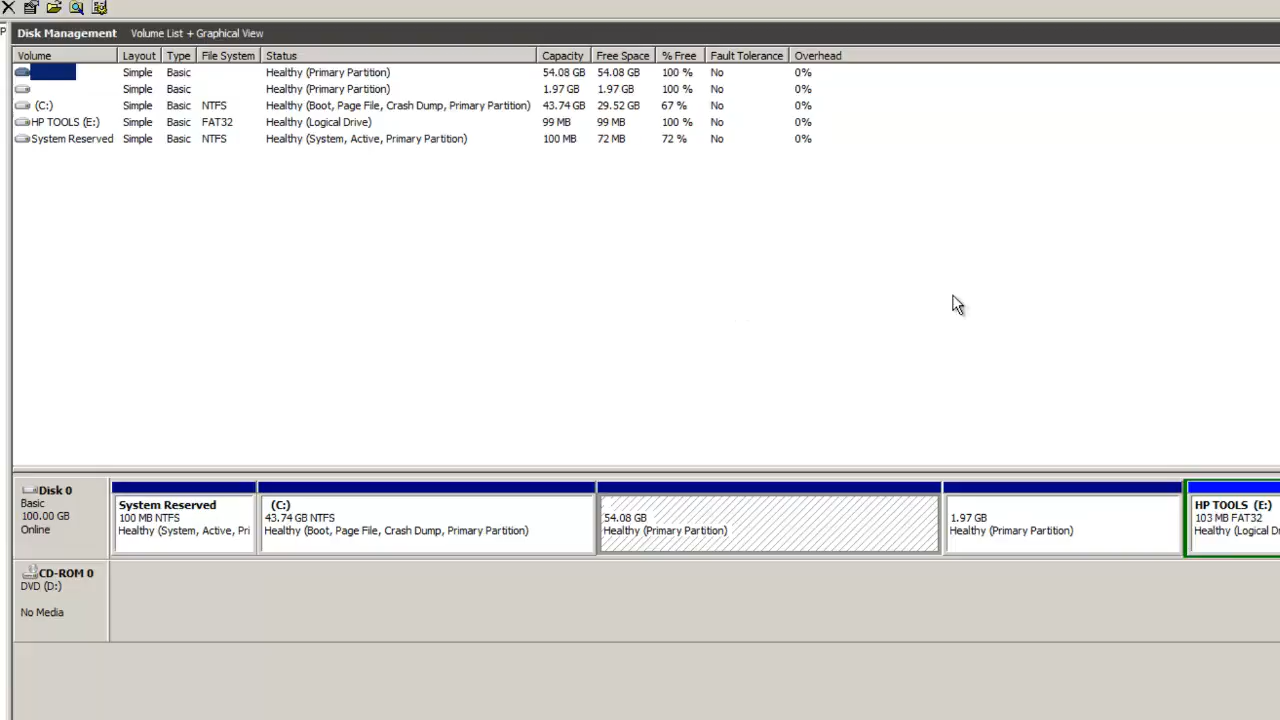 P
Disk Management Volume List + Graphical View
Volume Layout Type File System Status Capacity Free Space % Free Fault Tolerance Overhead
Simple Basic Healthy (Primary Partition) 54.08 GB 54.08 GB 100 % No 0%
Simple Basic Healthy (Primary Partition) 1.97 GB 1.97 GB 100 % No 0%
(C:) Simple Basic NTFS Healthy (Boot, Page File, Crash Dump, Primary Partition) 43.74 GB 29.52 GB 67 % No 0%
HP TOOLS (E:) Simple Basic FAT32 Healthy (Logical Drive) 99 MB 99 MB 100 % No 0%
System Reserved Simple Basic NTFS Healthy (System, Active, Primary Partition) 100 MB 72 MB 72 % No 0%
Disk 0
Basic
100.00 GB
Online
System Reserved
100 MB NTFS
Healthy (System, Active, Pri
(C:)
43.74 GB NTFS
Healthy (Boot, Page File, Crash Dump, Primary Partition)
54.08 GB
Healthy (Primary Partition)
1.97 GB
Healthy (Primary Partition)
HP TOOLS (E:)
103 MB FAT32
Healthy (Logical D
CD-ROM 0
DVD (D:)
No Media